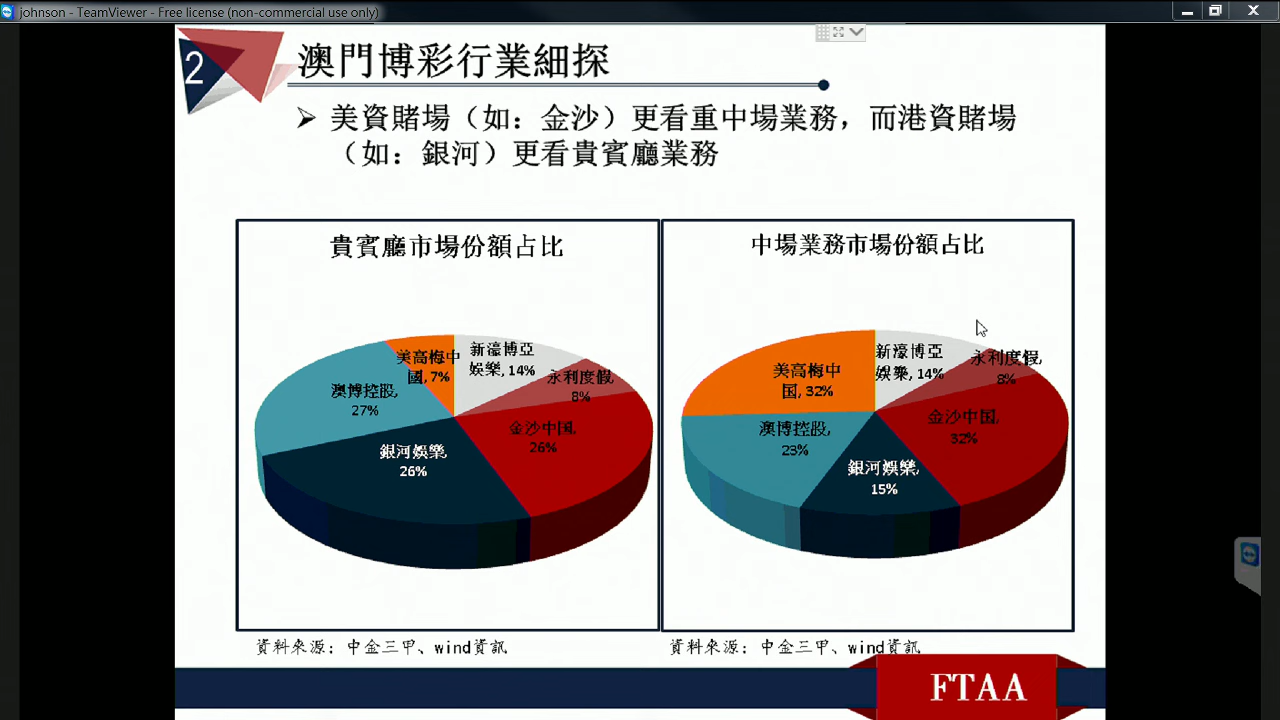 johnson - TeamViewer - Free license (non-commercial use only)
2
澳門博彩行業細探
美資賭場（如：金沙）更看重中場業務，而港資賭場
（如：銀河）更看貴賓廳業務
貴賓廳市場份額占比
美高梅中
國, 7%
新濠博亞
娛樂, 14%
永利度假,
8%
澳博控股,
27%
金沙中国,
26%
銀河娛樂,
26%
資料來源：中金三甲、wind資訊
中場業務市場份額占比
新濠博亞
娛樂, 14%
永利度假,
8%
美高梅中
国, 32%
金沙中国,
32%
澳博控股,
23%
銀河娛樂,
15%
資料來源：中金三甲、wind資訊
FTAA